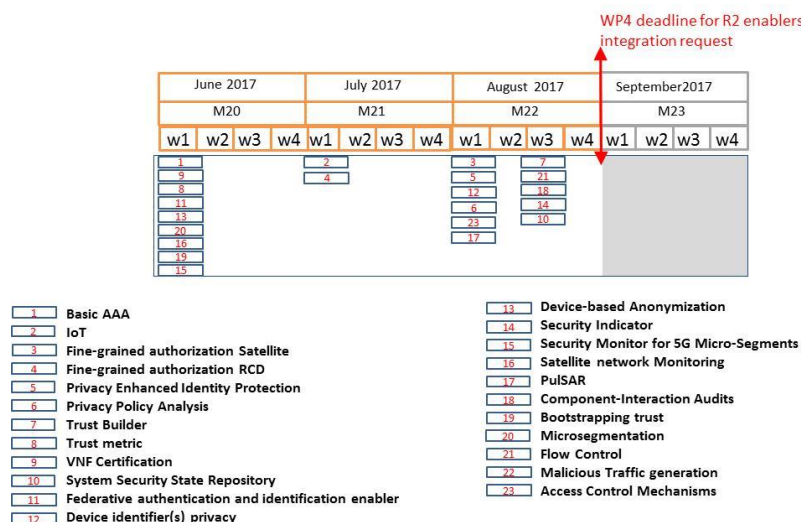 WP4 deadline for R2 enablers
integration request
June 2017 July 2017 August 2017 September2017
M20 M21 M22 M23
w1 w2 w3 w4 w1 w2 w3 w4 w1 w2 w3 w4 w1 w2 w3 w4
1 2 3 7
9 4 5 21
8 12 18
11 6 14
13 23 10
20 17
16
19
15
1 Basic AAA
2 IoT
3 Fine-grained authorization Satellite
4 Fine-grained authorization RCD
5 Privacy Enhanced Identity Protection
6 Privacy Policy Analysis
7 Trust Builder
8 Trust metric
9 VNF Certification
10 System Security State Repository
11 Federative authentication and identification enabler
12 Device identifier(s) privacy
13 Device-based Anonymization
14 Security Indicator
15 Security Monitor for 5G Micro-Segments
16 Satellite network Monitoring
17 PulSAR
18 Component-Interaction Audits
19 Bootstrapping trust
20 Microsegmentation
21 Flow Control
22 Malicious Traffic generation
23 Access Control Mechanisms